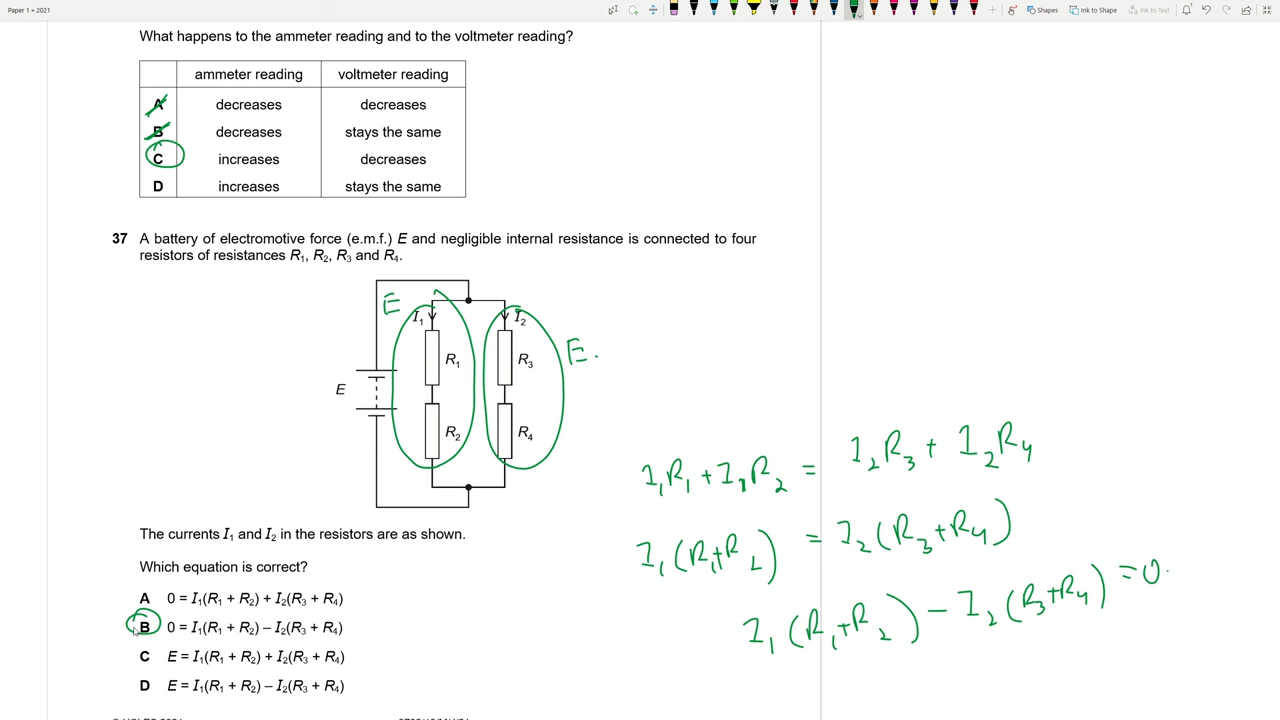 Paper 1 • 2021
Shapes Ink to Shape Ink to Text
What happens to the ammeter reading and to the voltmeter reading?
ammeter reading voltmeter reading
A decreases decreases
B decreases stays the same
C increases decreases
D increases stays the same
37 A battery of electromotive force (e.m.f.) E and negligible internal resistance is connected to four
resistors of resistances R₁, R₂, R₃ and R₄.
E
I₁ I₂
R₁ R₃ E.
E
R₂ R₄
I₁R₁ + I₁R₂ = I₂R₃ + I₂R₄
The currents I₁ and I₂ in the resistors are as shown.
I₁(R₁+R₂) = I₂(R₃+R₄)
Which equation is correct?
A 0 = I₁(R₁ + R₂) + I₂(R₃ + R₄)
B 0 = I₁(R₁ + R₂) – I₂(R₃ + R₄)
I₁(R₁+R₂) – I₂(R₃+R₄) = 0.
C E = I₁(R₁ + R₂) + I₂(R₃ + R₄)
D E = I₁(R₁ + R₂) – I₂(R₃ + R₄)